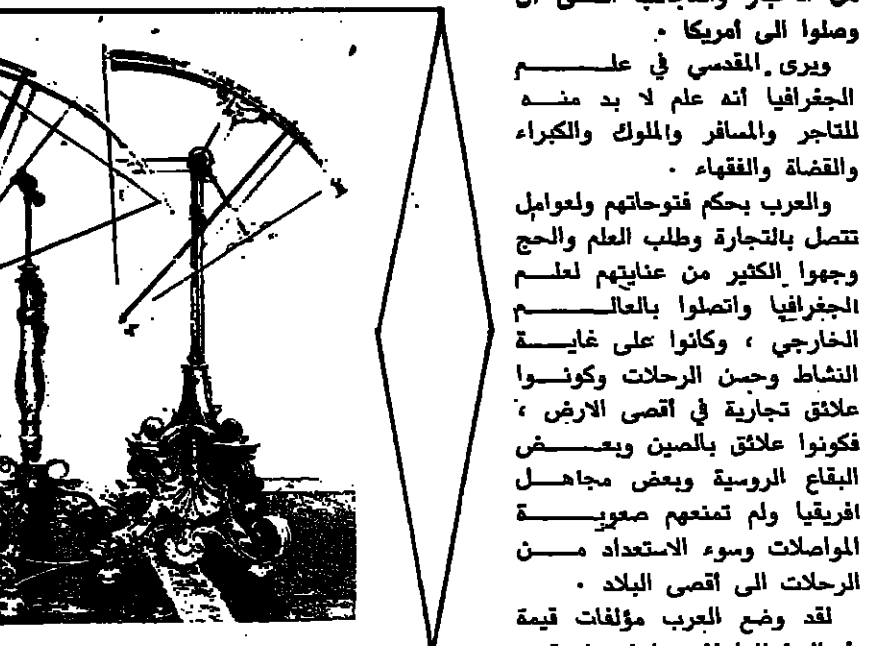 وصلوا الى أمريكا .
ويرى المقدسي في علم
الجغرافيا أنه علم لا بد منه
للتاجر والمسافر والملوك والكبراء
والقضاة والفقهاء .
والعرب بحكم فتوحاتهم ولعوامل
تتصل بالتجارة وطلب العلم والحج
وجهوا الكثير من عنايتهم لعلم
الجغرافيا واتصلوا بالعالم
الخارجي ، وكانوا على غاية
النشاط وحسن الرحلات وكونوا
علائق تجارية في أقصى الارض ،
فكونوا علائق بالصين وبعض
البقاع الروسية وبعض مجاهل
افريقيا ولم تمنعهم صعوبة
المواصلات وسوء الاستعداد من
الرحلات الى أقصى البلاد .
لقد وضع العرب مؤلفات قيمة